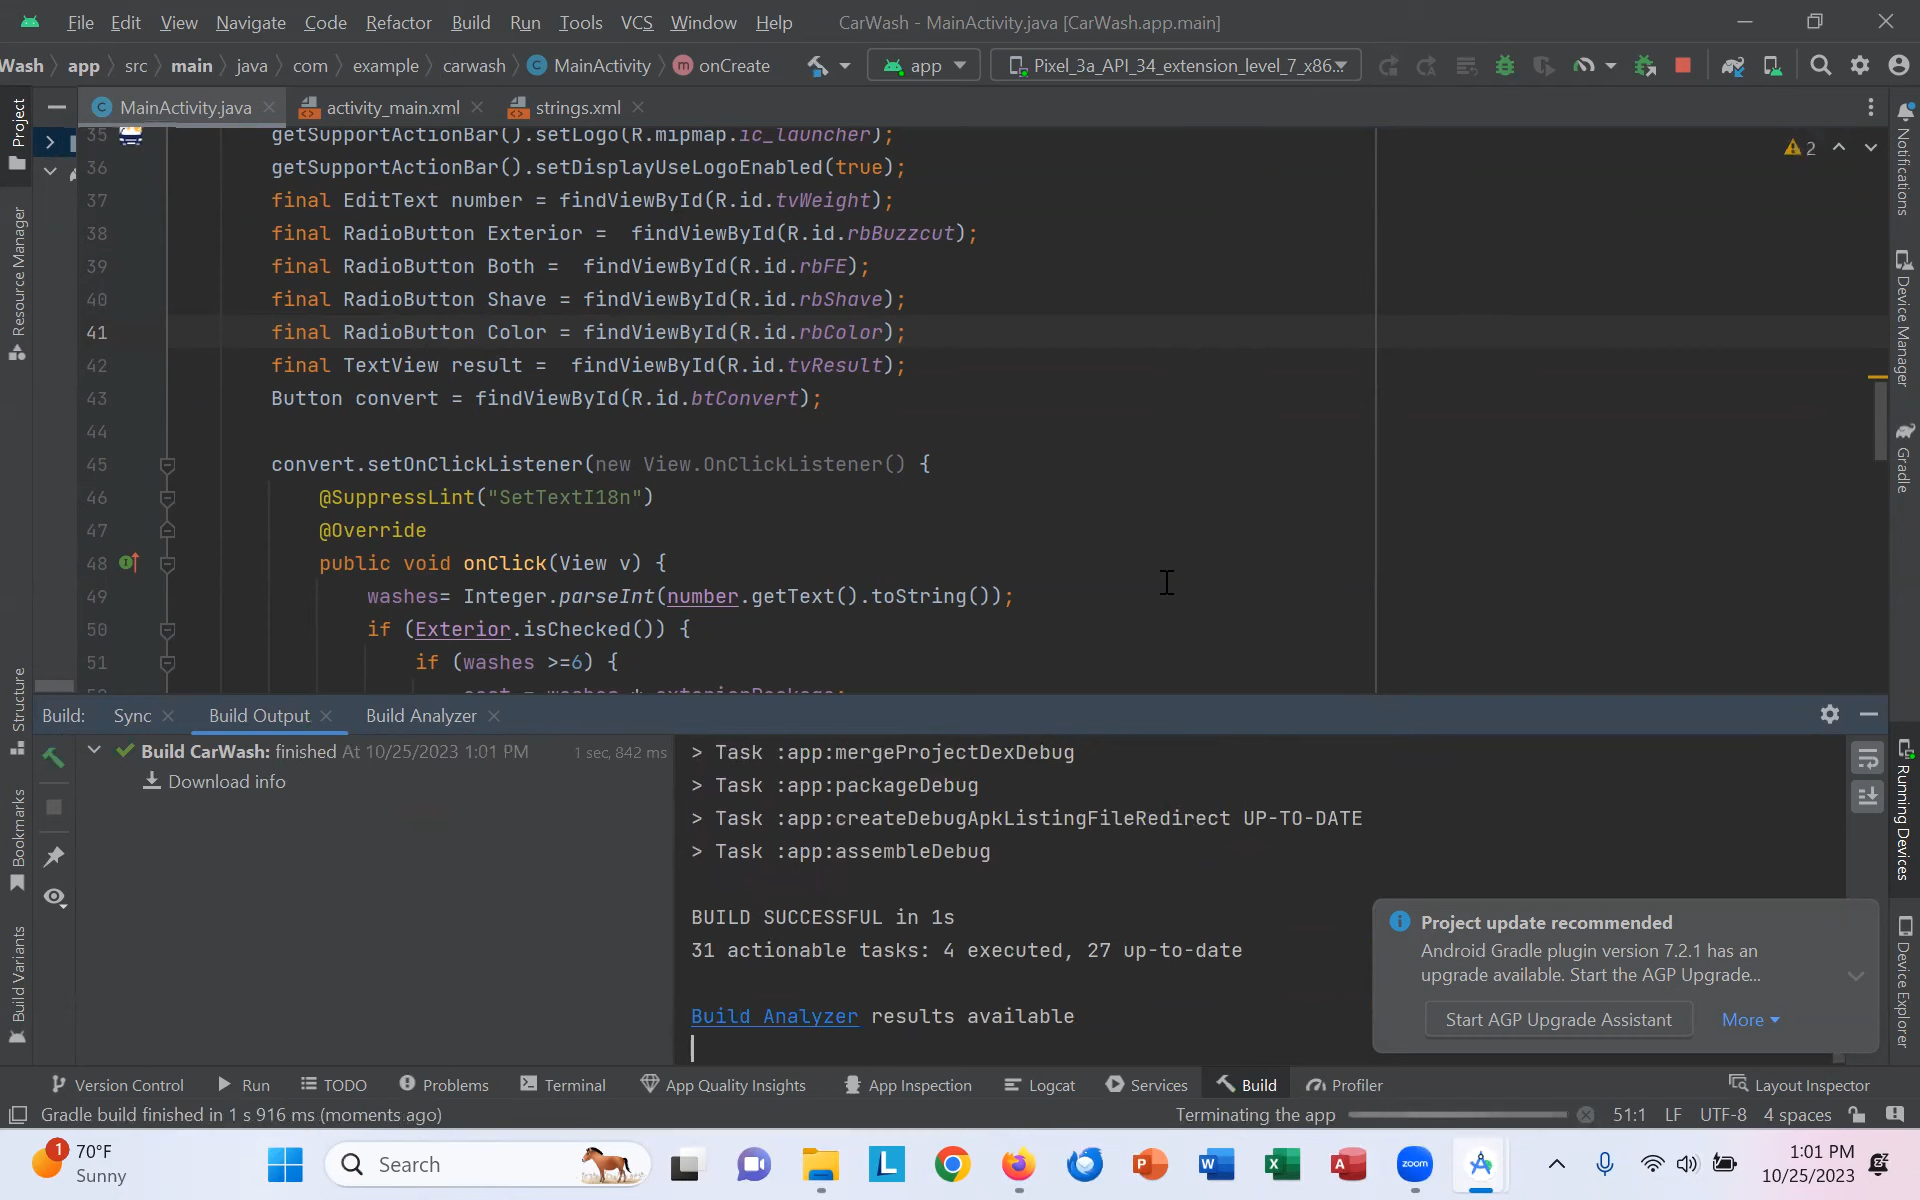 File Edit View Navigate Code Refactor Build Run Tools VCS Window Help CarWash - MainActivity.java [CarWash.app.main]
Wash app src main java com example carwash MainActivity onCreate app Pixel_3a_API_34_extension_level_7_x86...
MainActivity.java activity_main.xml strings.xml
Project
Resource Manager
Structure
Bookmarks
Build Variants
35 getSupportActionBar().setLogo(R.mipmap.ic_launcher);
36 getSupportActionBar().setDisplayUseLogoEnabled(true);
37 final EditText number = findViewById(R.id.tvWeight);
38 final RadioButton Exterior = findViewById(R.id.rbBuzzcut);
39 final RadioButton Both = findViewById(R.id.rbFE);
40 final RadioButton Shave = findViewById(R.id.rbShave);
41 final RadioButton Color = findViewById(R.id.rbColor);
42 final TextView result = findViewById(R.id.tvResult);
43 Button convert = findViewById(R.id.btConvert);
44
45 convert.setOnClickListener(new View.OnClickListener() {
46 @SuppressLint("SetTextI18n")
47 @Override
48 public void onClick(View v) {
49 washes= Integer.parseInt(number.getText().toString());
50 if (Exterior.isChecked()) {
51 if (washes >=6) {
2
Notifications
Device Manager
Gradle
Running Devices
Device Explorer
Build: Sync Build Output Build Analyzer
Build CarWash: finished At 10/25/2023 1:01 PM 1 sec, 842 ms
Download info
> Task :app:mergeProjectDexDebug
> Task :app:packageDebug
> Task :app:createDebugApkListingFileRedirect UP-TO-DATE
> Task :app:assembleDebug
BUILD SUCCESSFUL in 1s
31 actionable tasks: 4 executed, 27 up-to-date
Build Analyzer results available
Project update recommended
Android Gradle plugin version 7.2.1 has an
upgrade available. Start the AGP Upgrade...
Start AGP Upgrade Assistant More
Version Control Run TODO Problems Terminal App Quality Insights App Inspection Logcat Services Build Profiler Layout Inspector
Gradle build finished in 1 s 916 ms (moments ago) Terminating the app 51:1 LF UTF-8 4 spaces
1 70°F
Sunny
Search
zoom
1:01 PM
10/25/2023